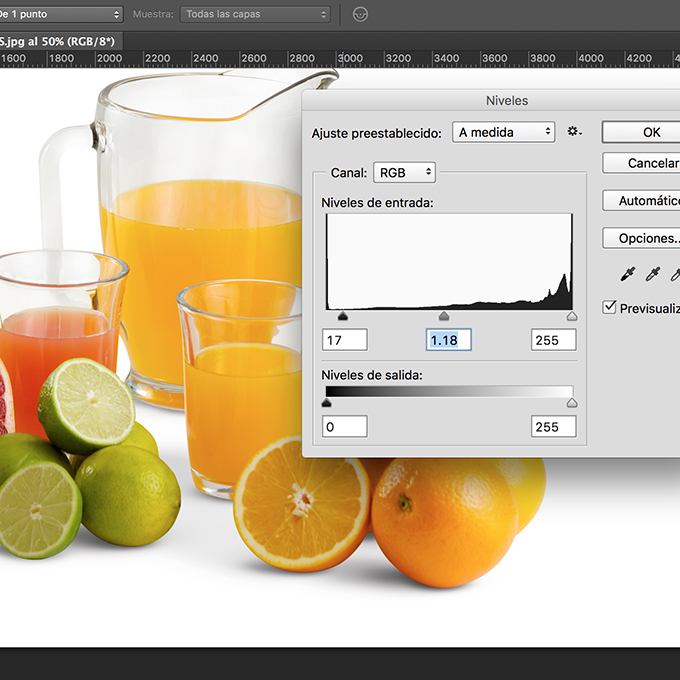 De 1 punto
Muestra:
Todas las capas
S.jpg al 50% (RGB/8*)
1600 1800 2000 2200 2400 2600 2800 3000 3200 3400 3600 3800 4000 4200 4
Niveles
Ajuste preestablecido: A medida
OK
Canal: RGB
Cancelar
Niveles de entrada:
Automático
Opciones..
Previsualiz
17 1.18 255
Niveles de salida:
0 255